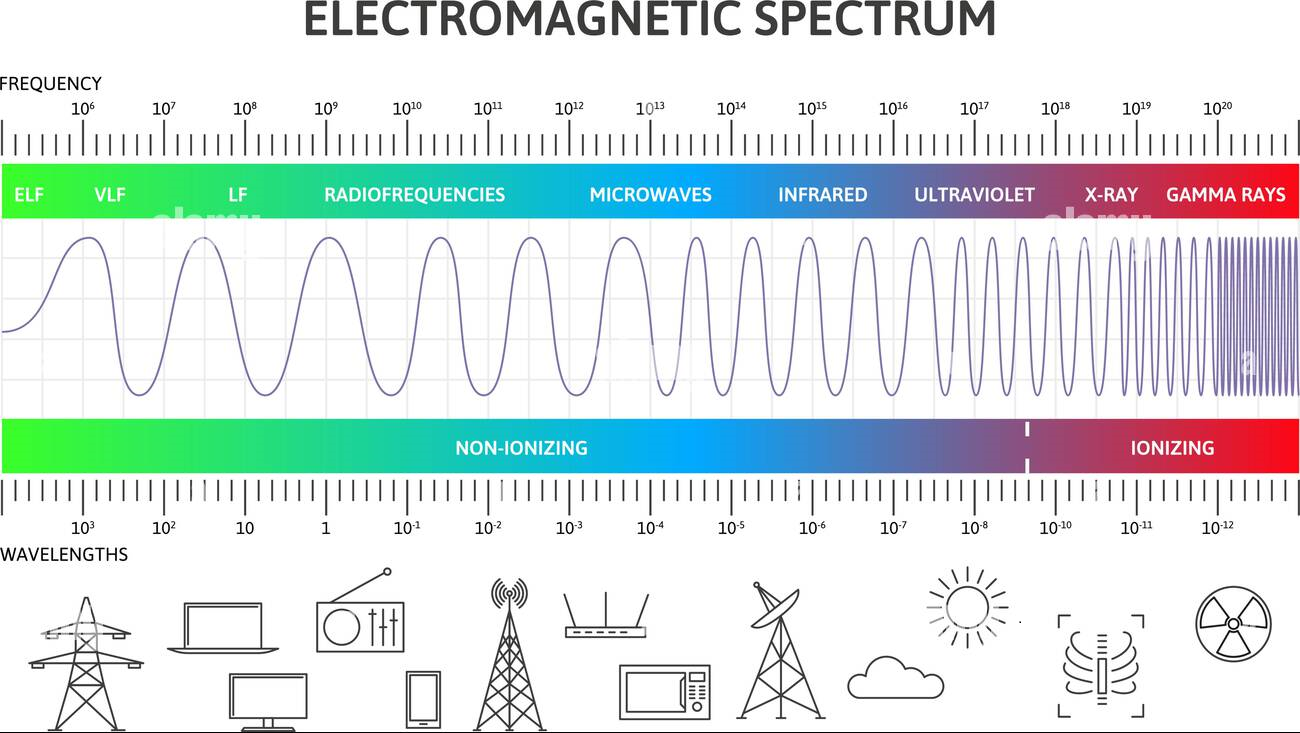 ELECTROMAGNETIC SPECTRUM
FREQUENCY
10⁶ 10⁷ 10⁸ 10⁹ 10¹⁰ 10¹¹ 10¹² 10¹³ 10¹⁴ 10¹⁵ 10¹⁶ 10¹⁷ 10¹⁸ 10¹⁹ 10²⁰
ELF VLF LF RADIOFREQUENCIES MICROWAVES INFRARED ULTRAVIOLET X-RAY GAMMA RAYS
alamy alamy
a
NON-IONIZING IONIZING
10³ 10² 10 1 10⁻¹ 10⁻² 10⁻³ 10⁻⁴ 10⁻⁵ 10⁻⁶ 10⁻⁷ 10⁻⁸ 10⁻¹⁰ 10⁻¹¹ 10⁻¹²
WAVELENGTHS